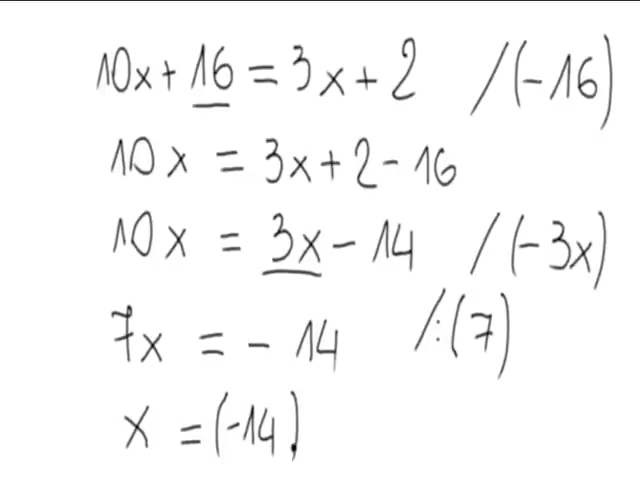 10x + 16 = 3x + 2 /(-16)
10x = 3x + 2 - 16
10x = 3x - 14 /(-3x)
7x = - 14 /:(7)
x = (-14)